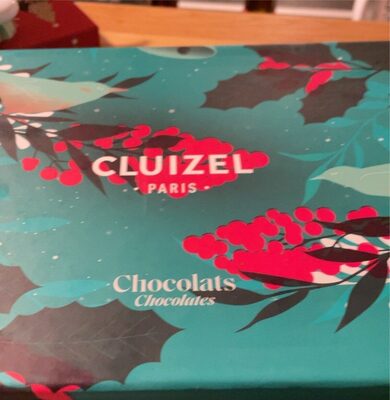 CLUIZEL
· PARIS ·
Chocolats
Chocolates